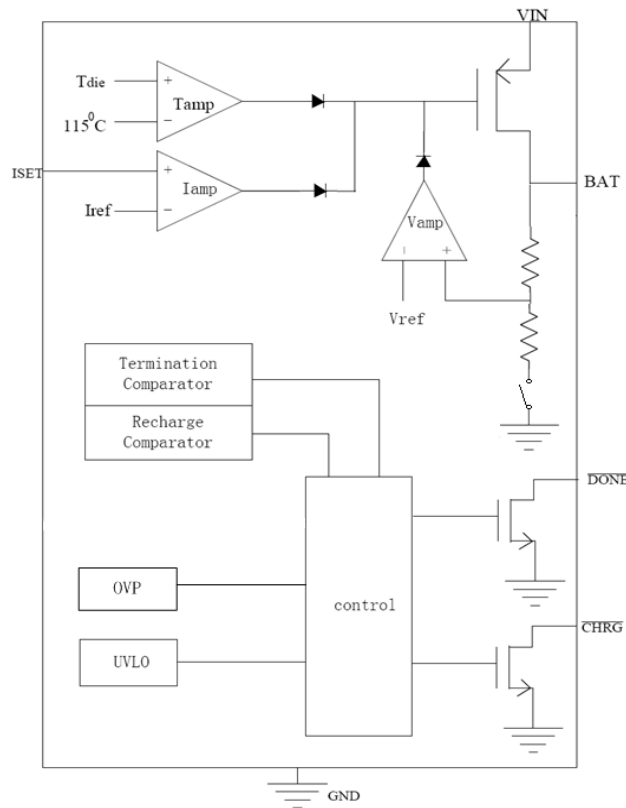 VIN
Tdie
+
Tamp
115⁰C
−
ISET
+
Iamp
Iref
−
BAT
Vamp
− +
Vref
Termination
Comparator
Recharge
Comparator
DONE
OVP
control
CHRG
UVLO
GND